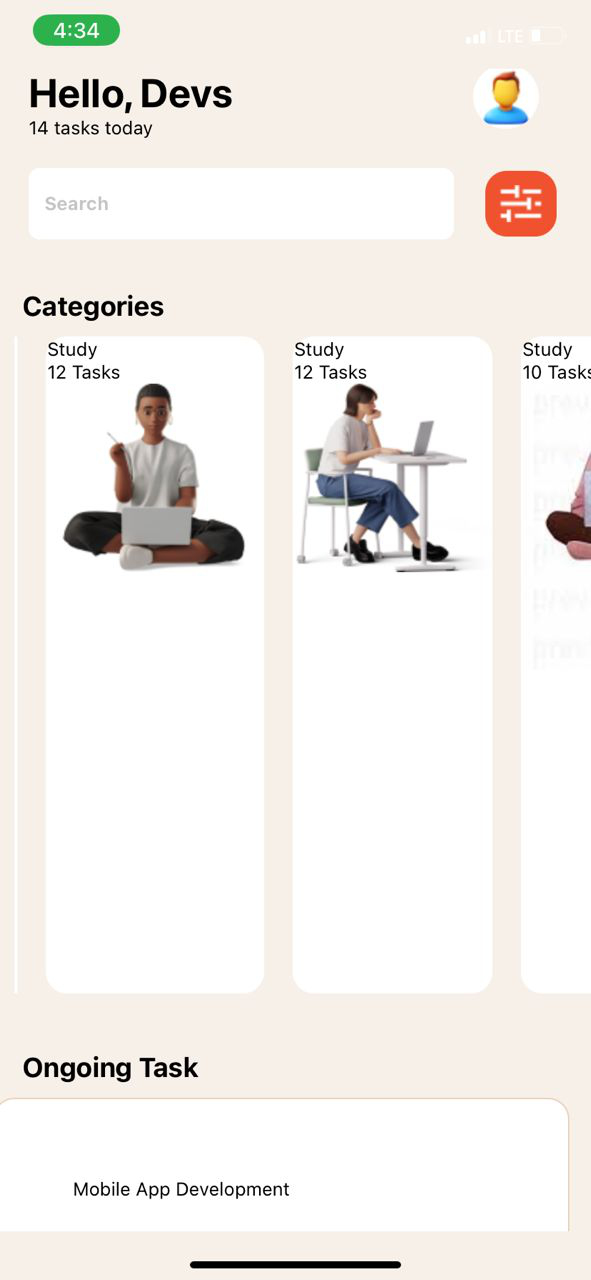 4:34
LTE
Hello, Devs
14 tasks today
Search
Categories
Study
12 Tasks
Study
12 Tasks
Study
10 Tasks
Ongoing Task
Mobile App Development